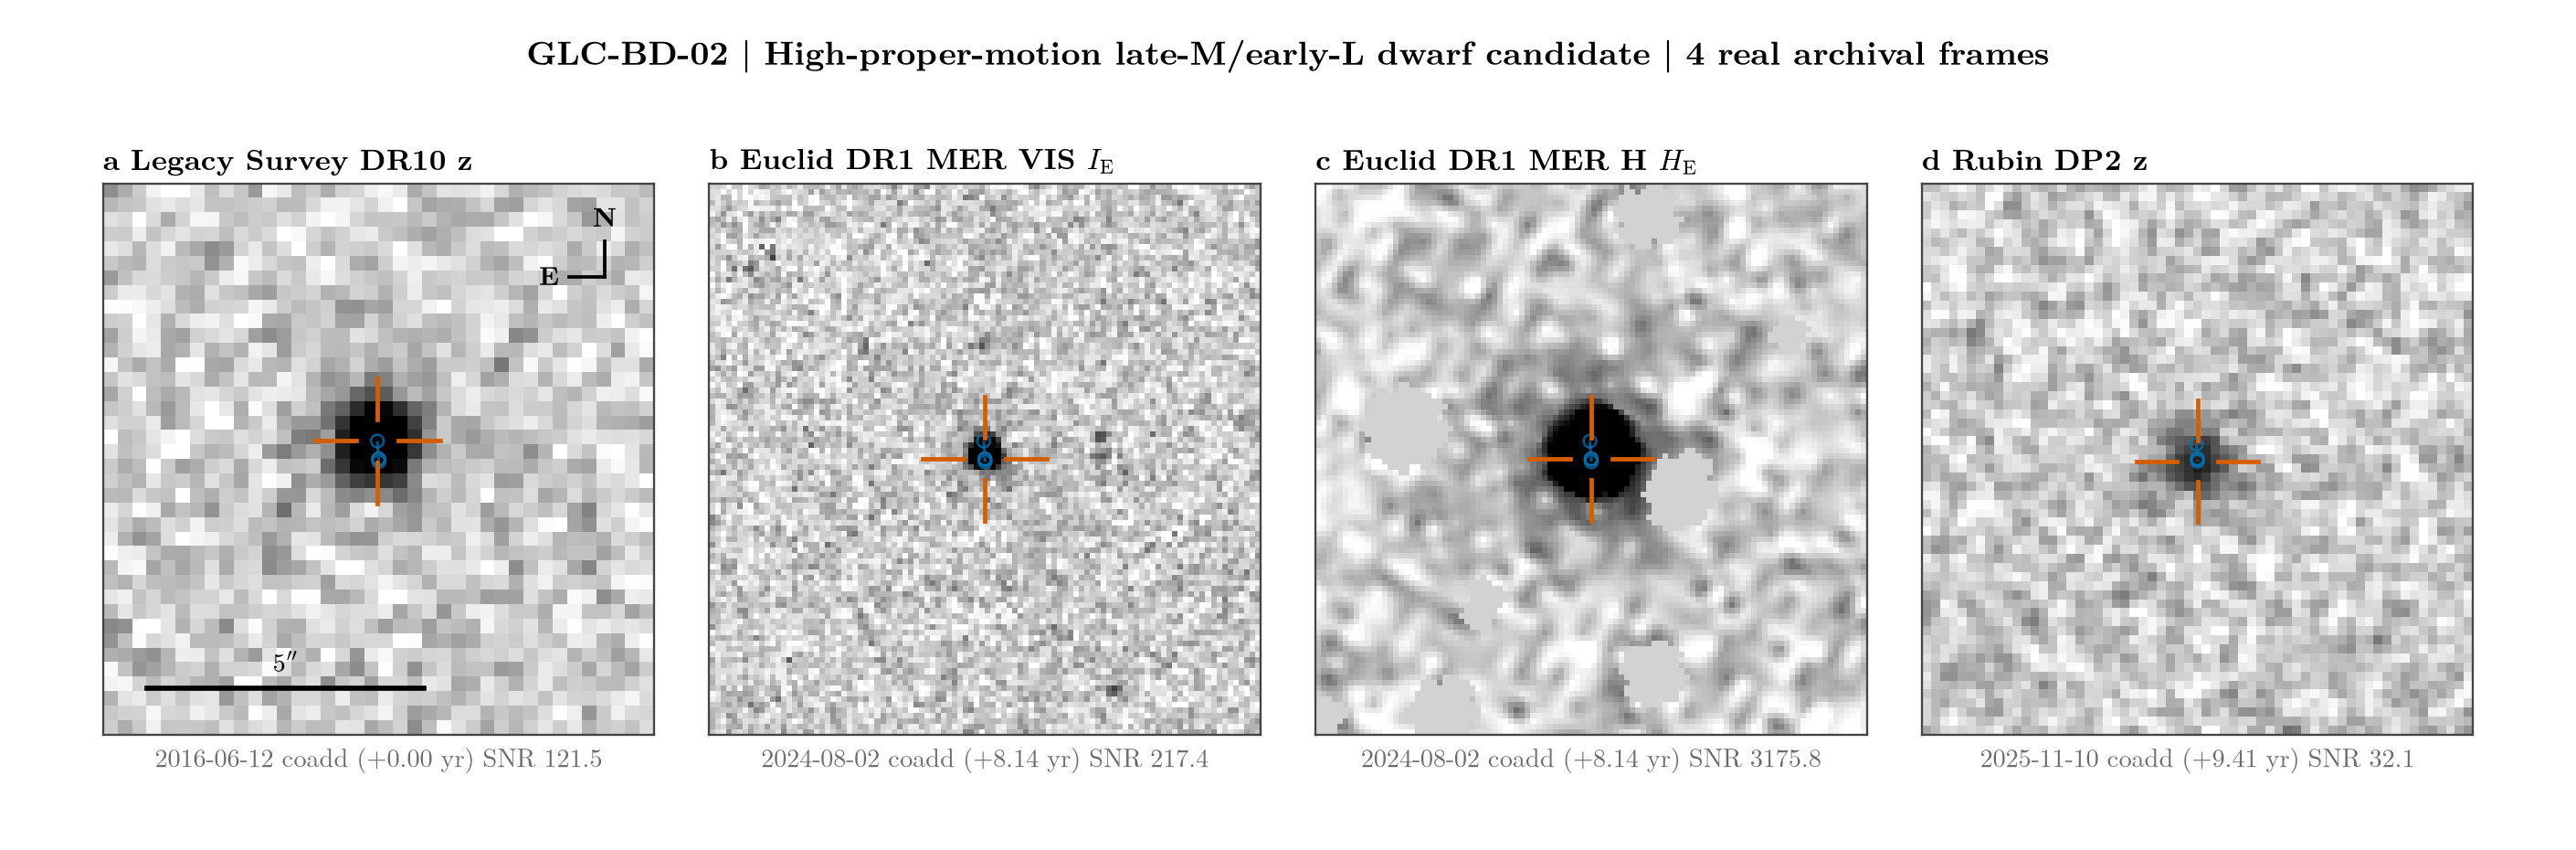 GLC-BD-02 | High-proper-motion late-M/early-L dwarf candidate | 4 real archival frames
a Legacy Survey DR10 z
b Euclid DR1 MER VIS I_E
c Euclid DR1 MER H H_E
d Rubin DP2 z
N
E
5″
2016-06-12 coadd (+0.00 yr) SNR 121.5
2024-08-02 coadd (+8.14 yr) SNR 217.4
2024-08-02 coadd (+8.14 yr) SNR 3175.8
2025-11-10 coadd (+9.41 yr) SNR 32.1